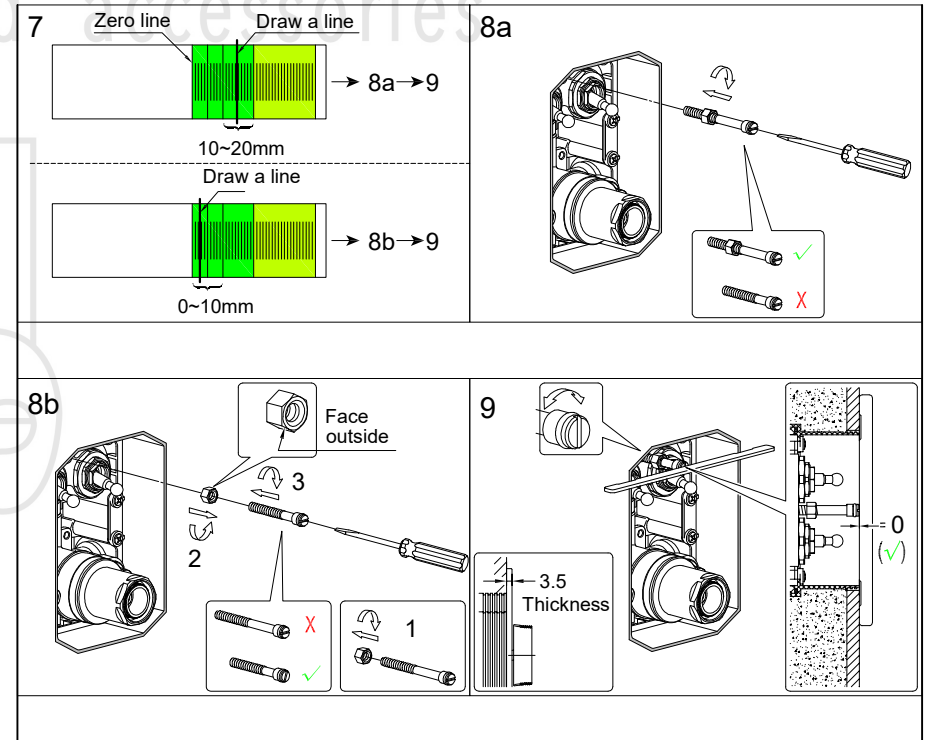 d accessories
7
Zero line
Draw a line
8a 9
10~20mm
Draw a line
8b 9
0~10mm
8a
√
X
8b
Face
outside
3
2
X
√
1
9
3.5
Thickness
=0
(√)